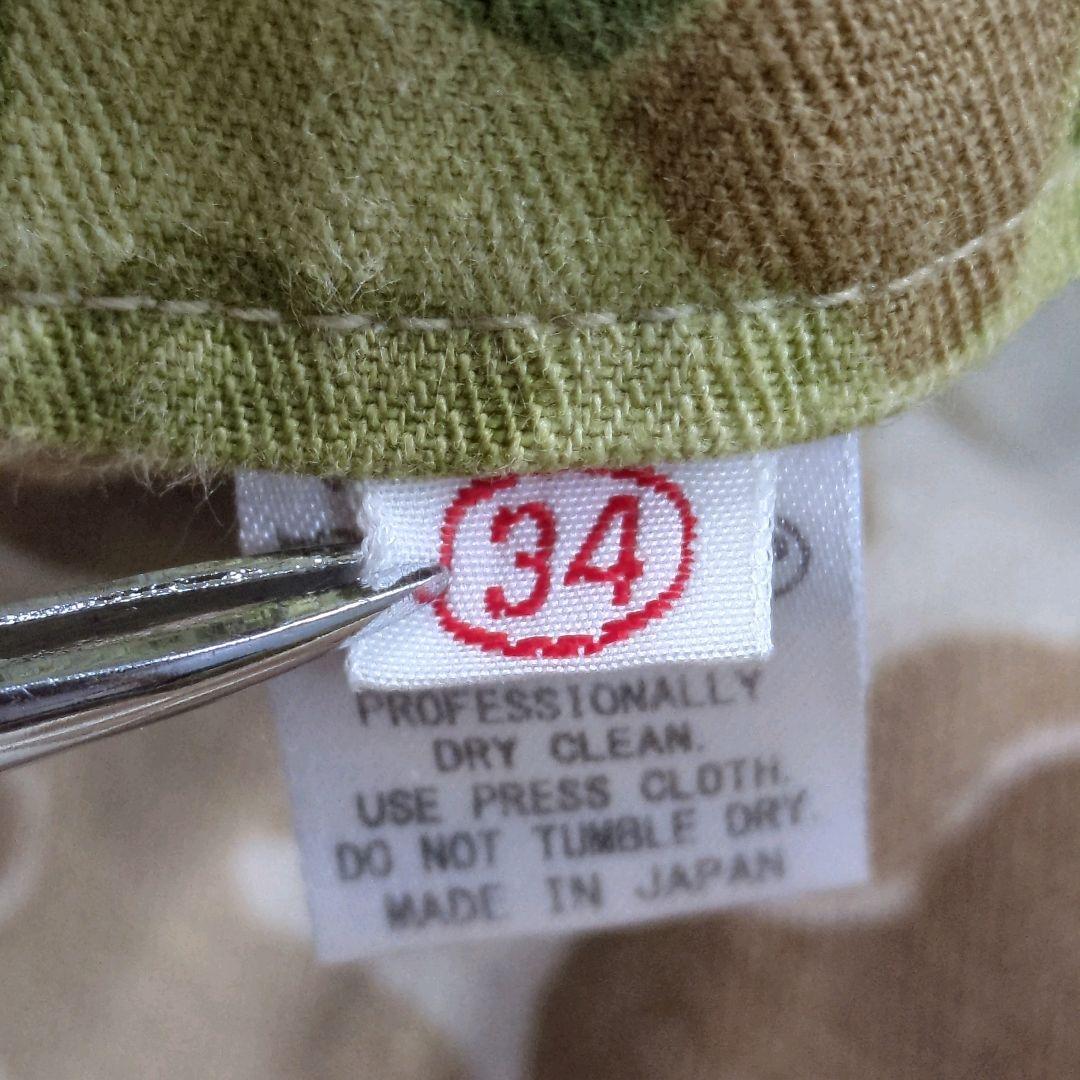 34
PROFESSIONALLY
DRY CLEAN.
USE PRESS CLOTH.
DO NOT TUMBLE DRY.
MADE IN JAPAN